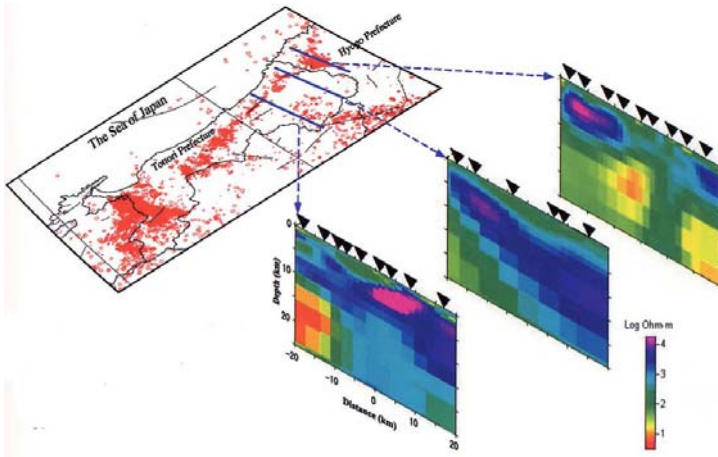 Hyogo Prefecture
The Sea of Japan
Tottori Prefecture
0
10
20
Depth (km)
-20
-10
0
10
20
Distance (km)
Log Ohm-m
4
3
2
1